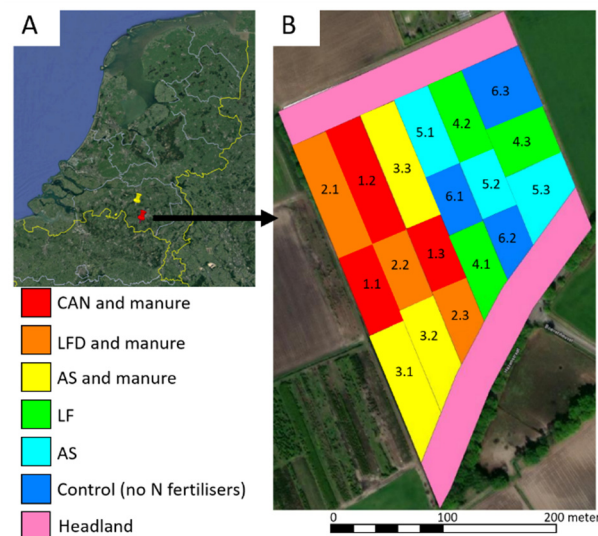 A
B
6.3
4.2
5.1
4.3
3.3
1.2
2.1
5.2
5.3
6.1
6.2
1.3
2.2
4.1
1.1
2.3
3.2
3.1
CAN and manure
LFD and manure
AS and manure
LF
AS
Control (no N fertilisers)
Headland
0 100 200 meter